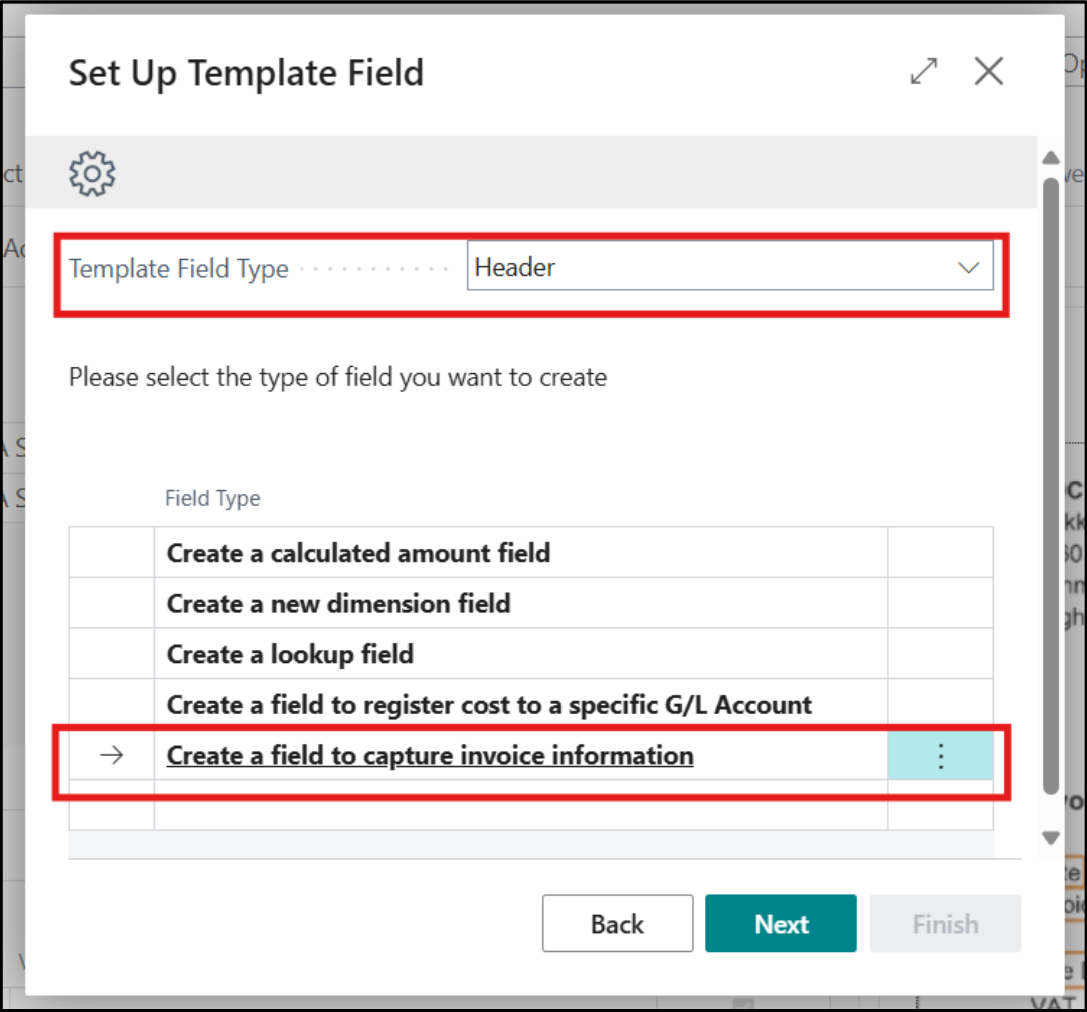 Set Up Template Field
Template Field Type
Header
Please select the type of field you want to create
Field Type
Create a calculated amount field
Create a new dimension field
Create a lookup field
Create a field to register cost to a specific G/L Account
Create a field to capture invoice information
Back
Next
Finish
VAT